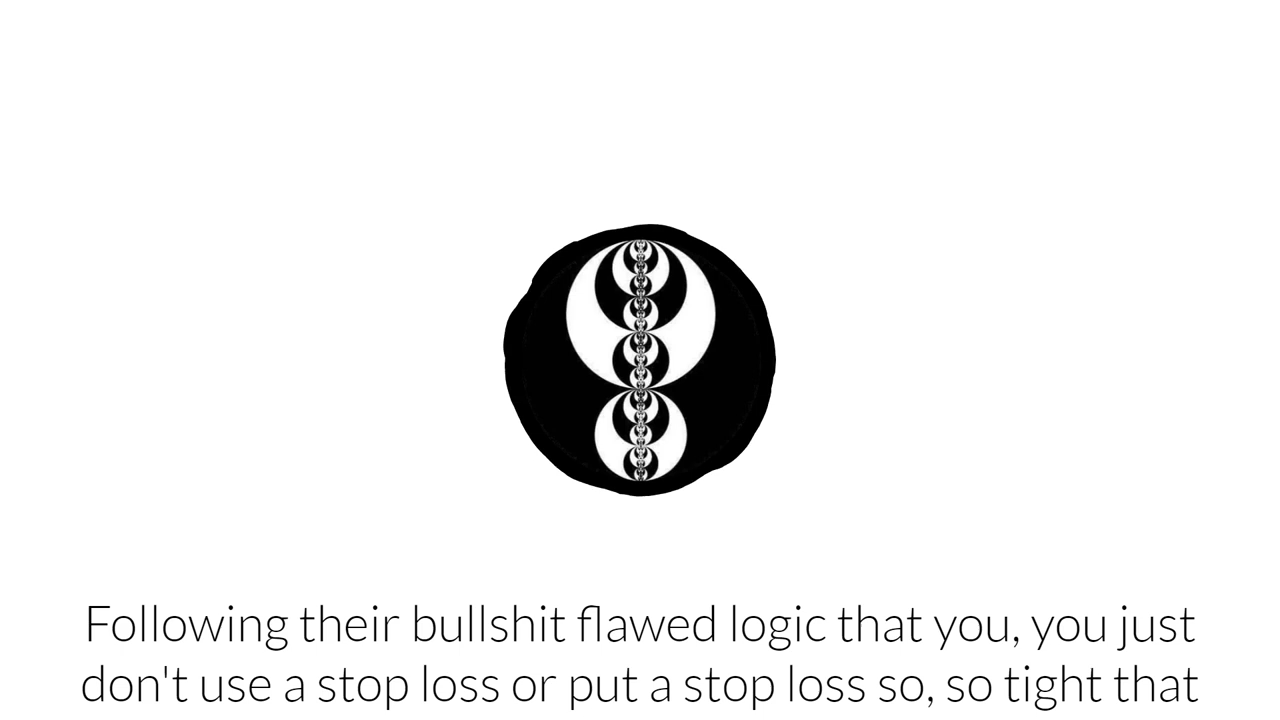 Following their bullshit flawed logic that you, you just
don't use a stop loss or put a stop loss so, so tight that